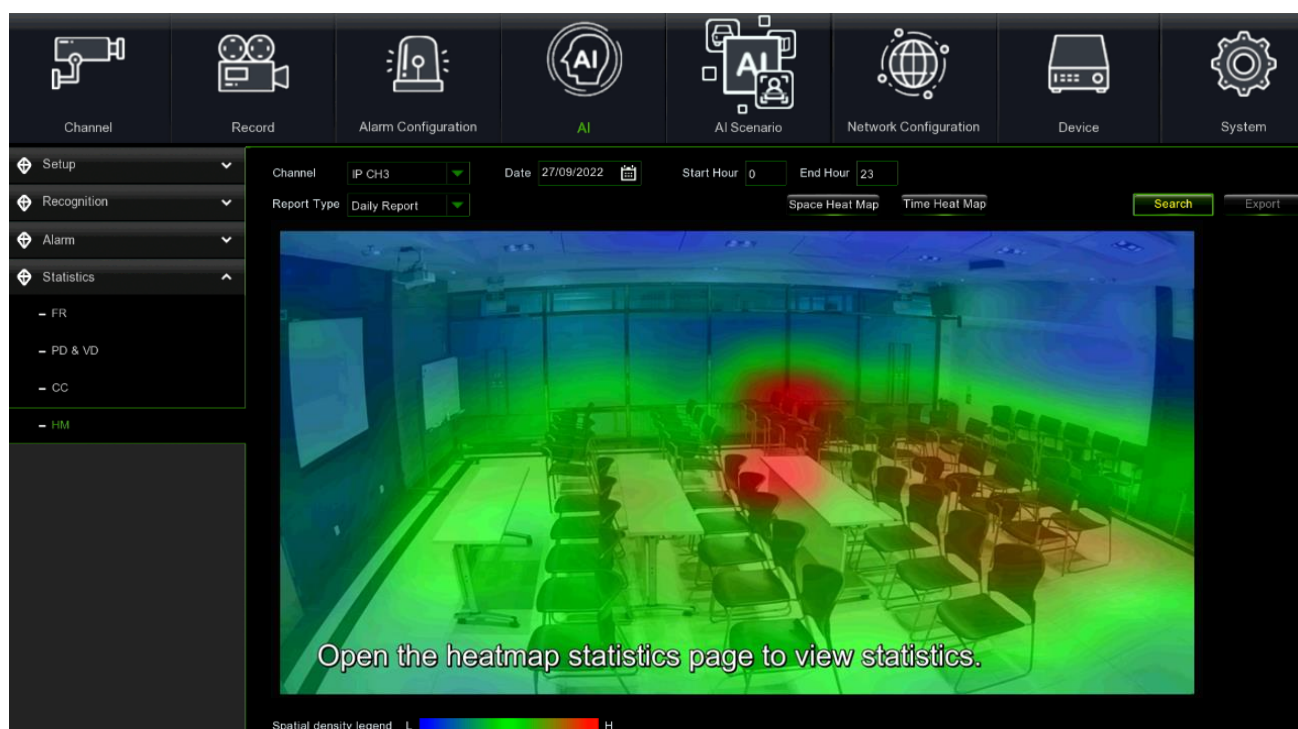 AI
AI
Channel
Record
Alarm Configuration
AI
AI Scenario
Network Configuration
Device
System
Setup
Recognition
Alarm
Statistics
– FR
– PD & VD
– CC
– HM
Channel IP CH3 Date 27/09/2022 Start Hour 0 End Hour 23
Report Type Daily Report Space Heat Map Time Heat Map Search Export
Open the heatmap statistics page to view statistics.
Spatial density legend L H